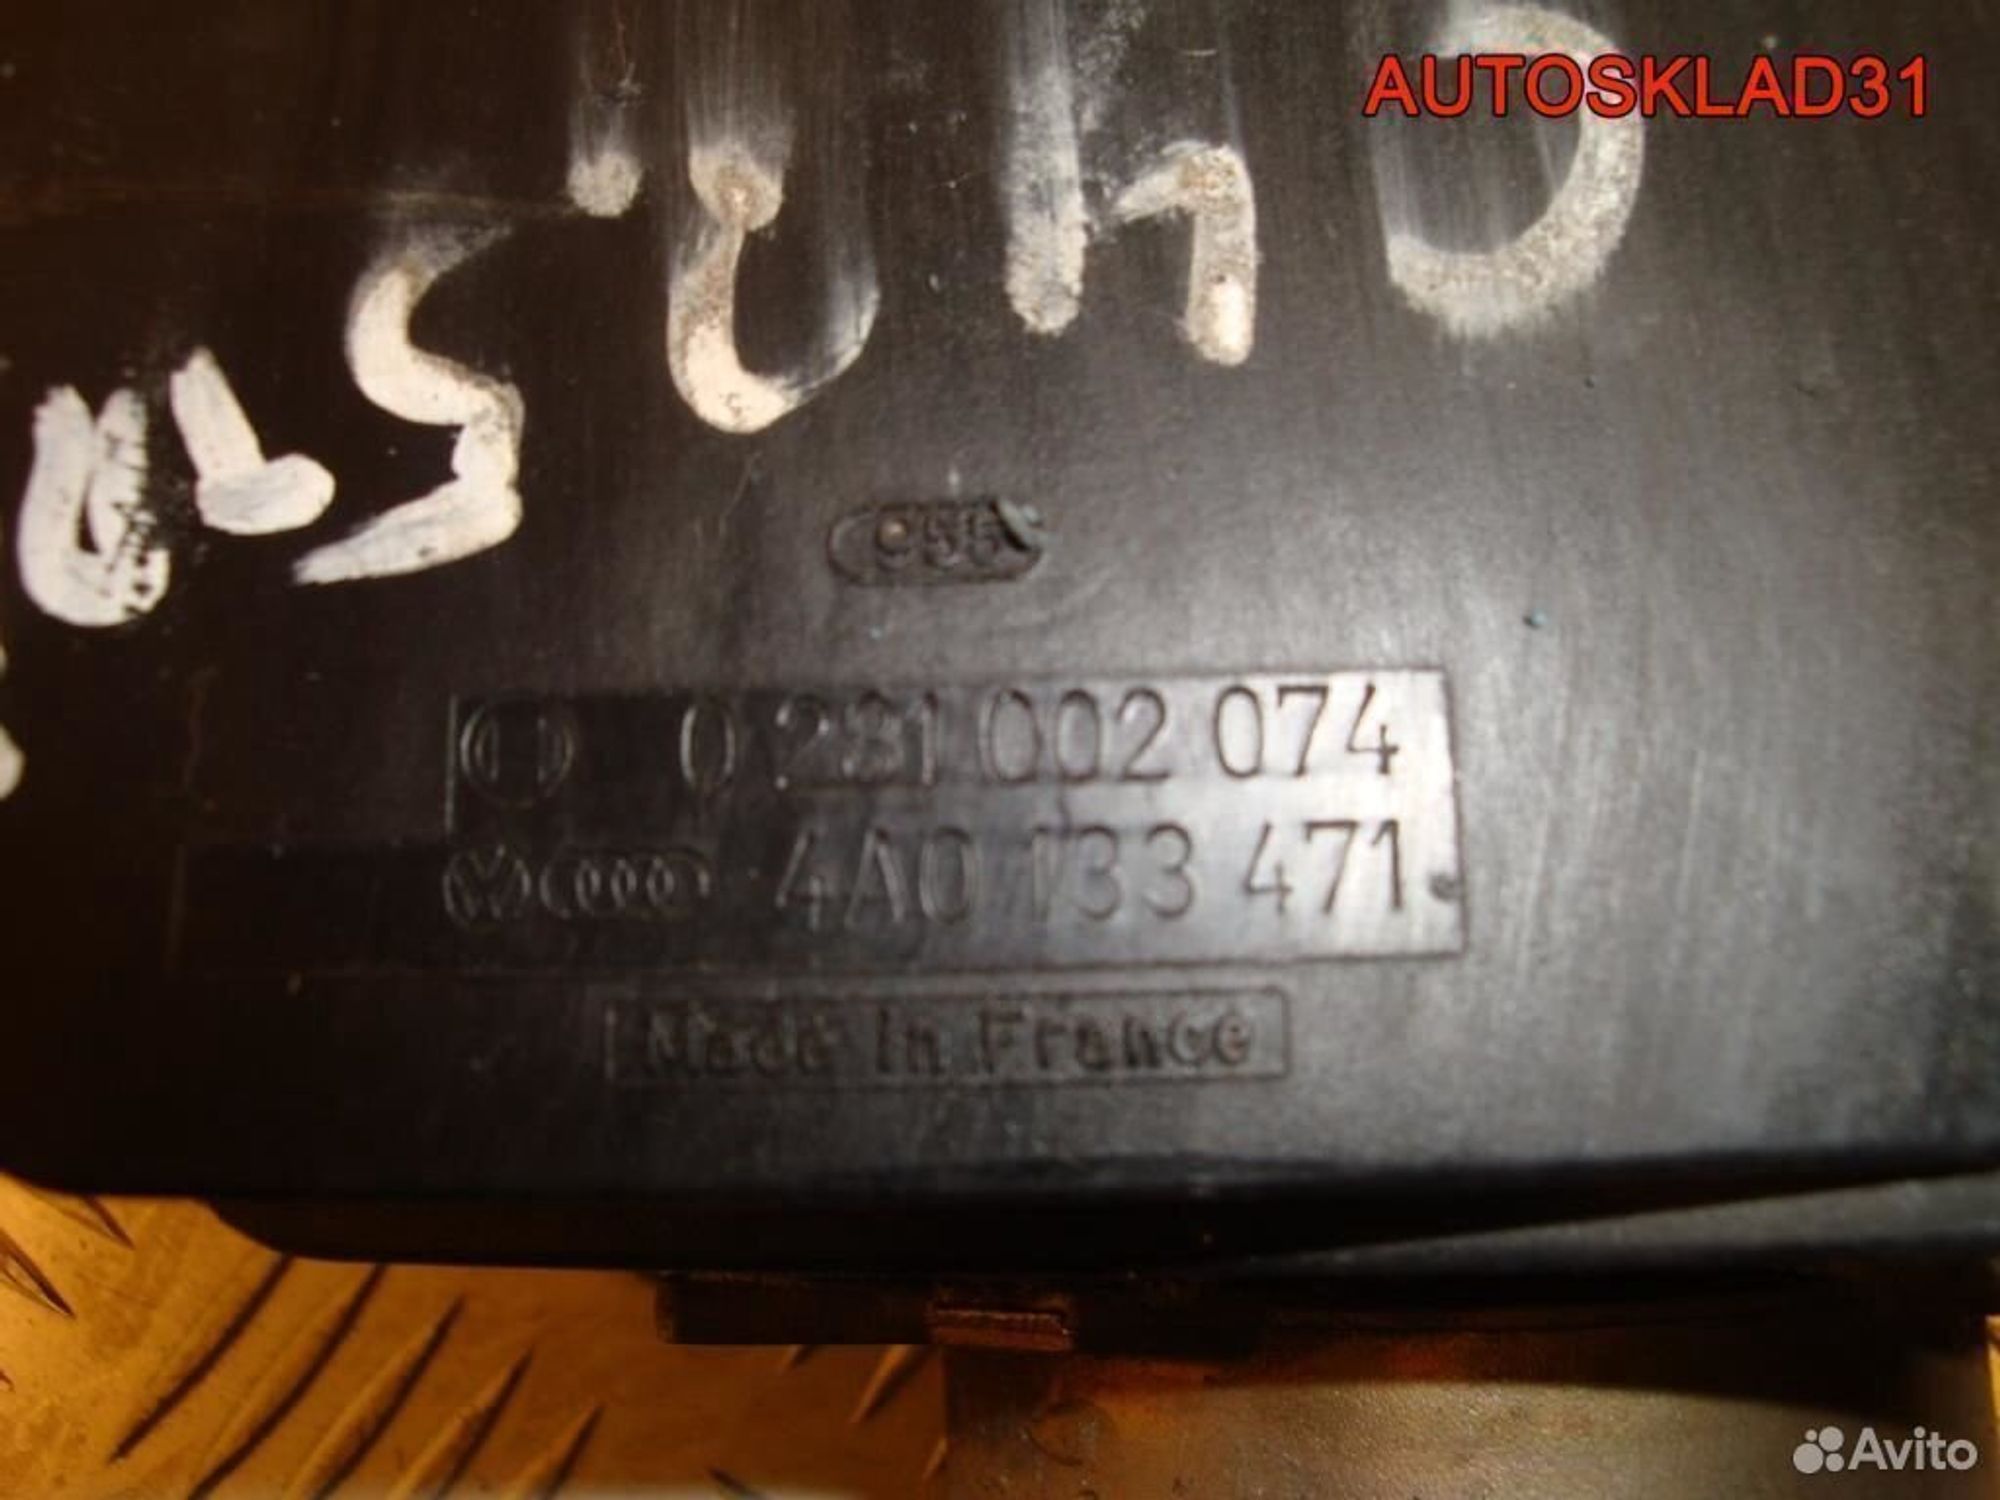 AUTOSKLAD31
0 281 002 074
4A0 133 471.
Made in France
Avito